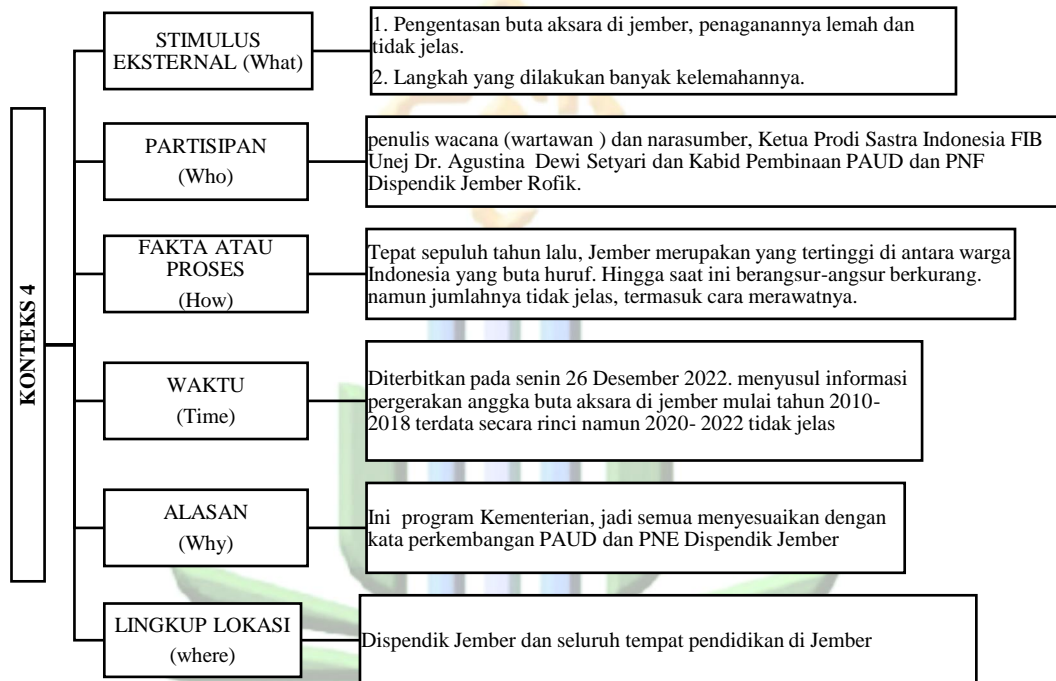 KONTEKS 4
STIMULUS
EKSTERNAL (What)
1. Pengentasan buta aksara di jember, penaganannya lemah dan
tidak jelas.
2. Langkah yang dilakukan banyak kelemahannya.
PARTISIPAN
(Who)
penulis wacana (wartawan ) dan narasumber, Ketua Prodi Sastra Indonesia FIB
Unej Dr. Agustina Dewi Setyari dan Kabid Pembinaan PAUD dan PNF
Dispendik Jember Rofik.
FAKTA ATAU
PROSES
(How)
Tepat sepuluh tahun lalu, Jember merupakan yang tertinggi di antara warga
Indonesia yang buta huruf. Hingga saat ini berangsur-angsur berkurang.
namun jumlahnya tidak jelas, termasuk cara merawatnya.
WAKTU
(Time)
Diterbitkan pada senin 26 Desember 2022. menyusul informasi
pergerakan anggka buta aksara di jember mulai tahun 2010-
2018 terdata secara rinci namun 2020- 2022 tidak jelas
ALASAN
(Why)
Ini program Kementerian, jadi semua menyesuaikan dengan
kata perkembangan PAUD dan PNE Dispendik Jember
LINGKUP LOKASI
(where)
Dispendik Jember dan seluruh tempat pendidikan di Jember